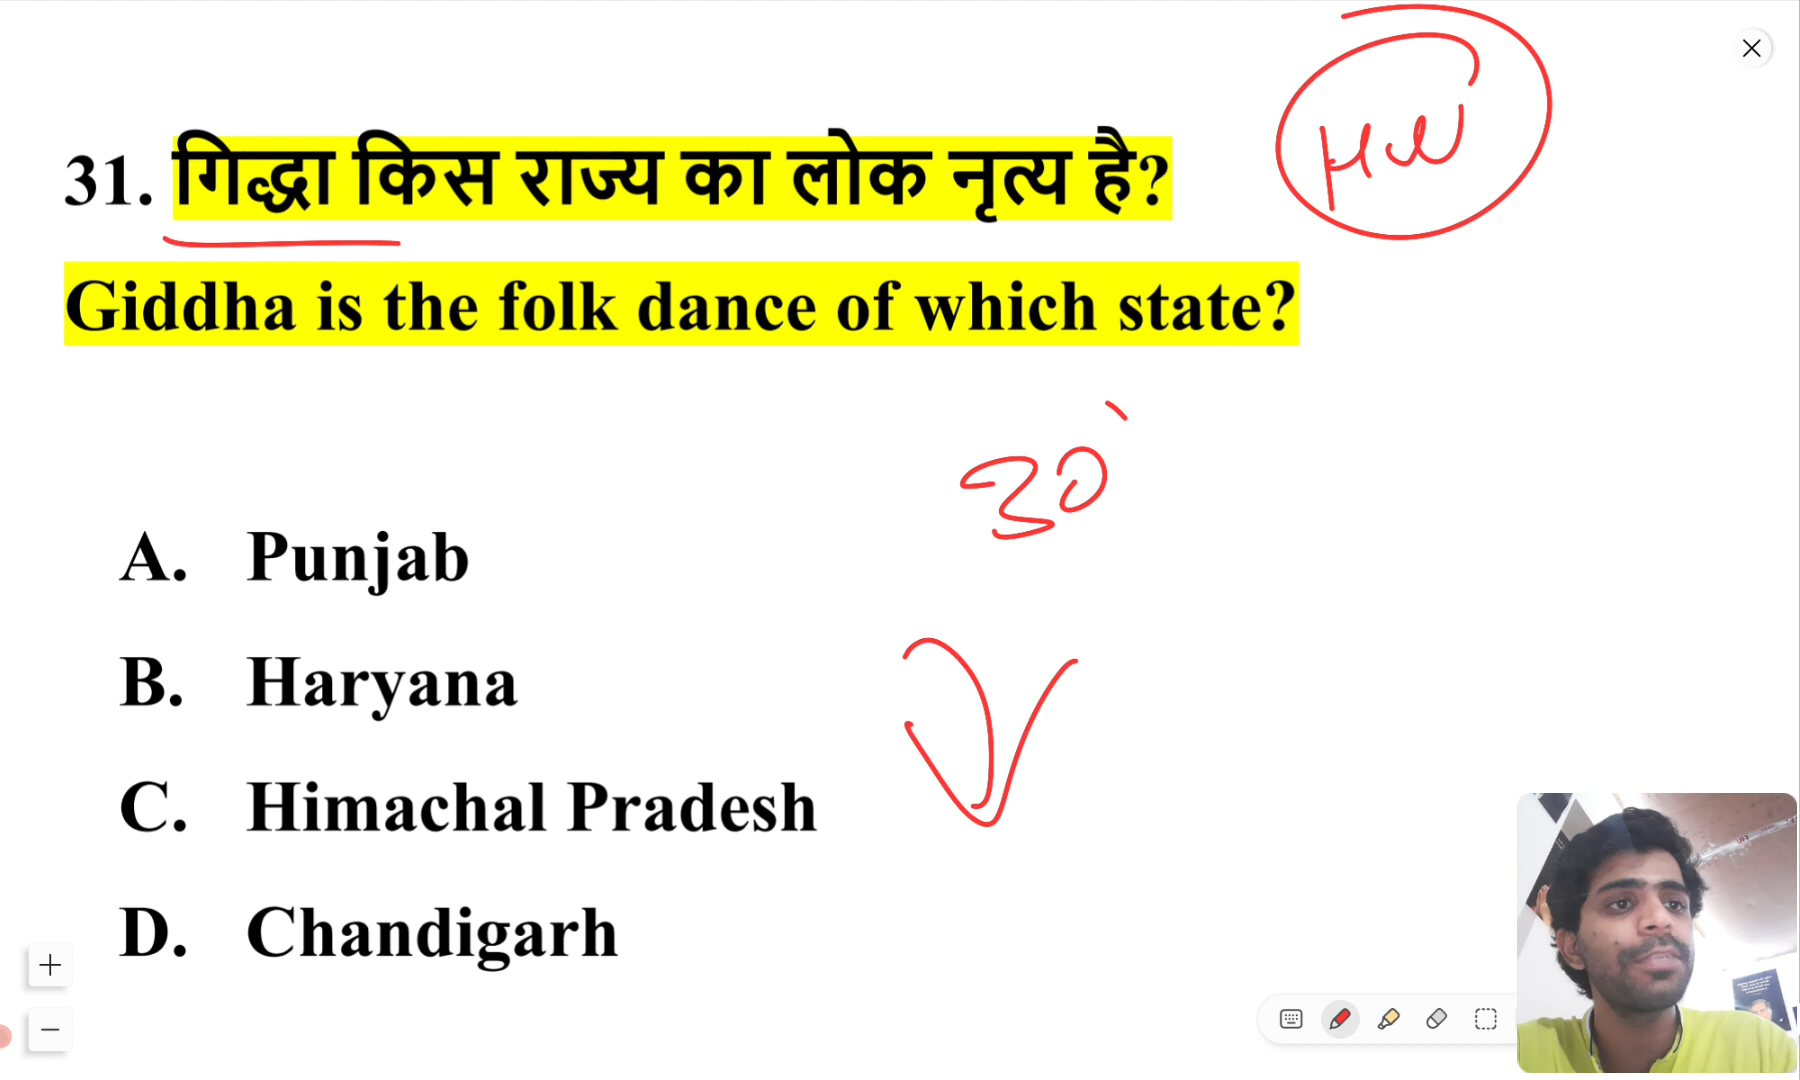 HW
31. गिद्धा किस राज्य का लोक नृत्य है?
Giddha is the folk dance of which state?
30
A. Punjab
B. Haryana
C. Himachal Pradesh
D. Chandigarh